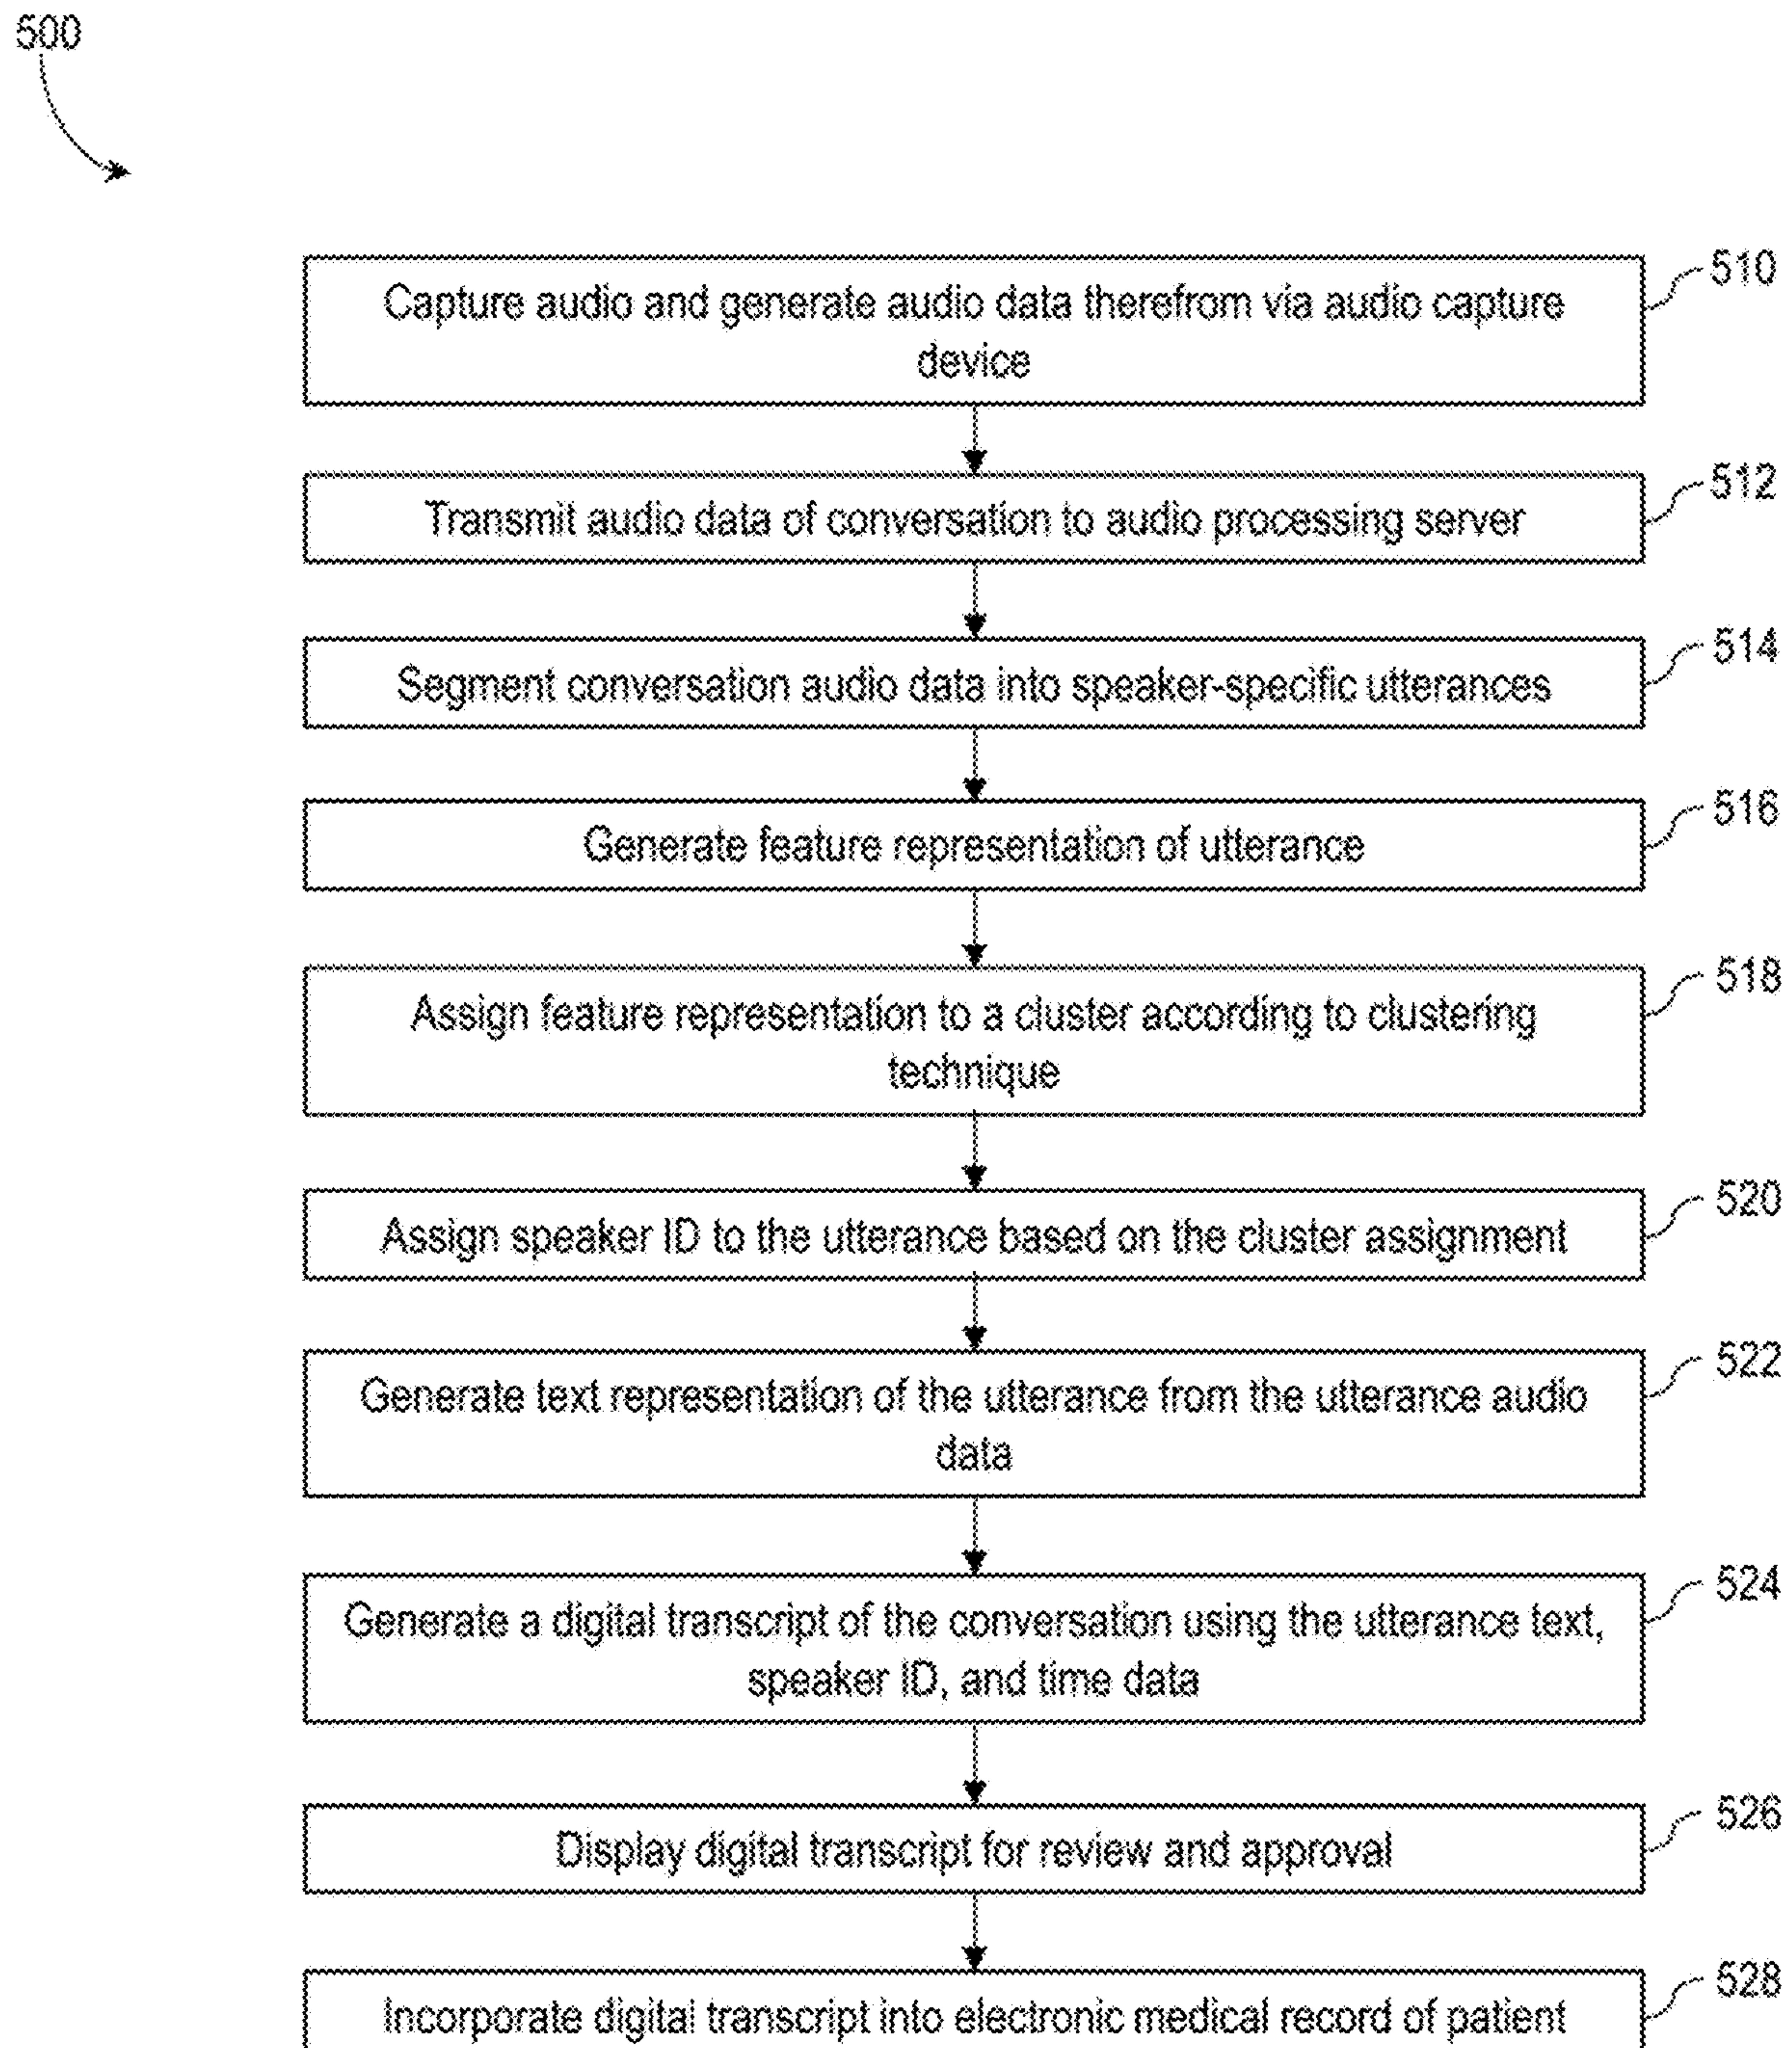 500
510
Capture audio and generate audio data therefrom via audio capture
device
512
Transmit audio data of conversation to audio processing server
514
Segment conversation audio data into speaker-specific utterances
516
Generate feature representation of utterance
518
Assign feature representation to a cluster according to clustering
technique
520
Assign speaker ID to the utterance based on the cluster assignment
522
Generate text representation of the utterance from the utterance audio
data
524
Generate a digital transcript of the conversation using the utterance text,
speaker ID, and time data
526
Display digital transcript for review and approval
528
Incorporate digital transcript into electronic medical record of patient